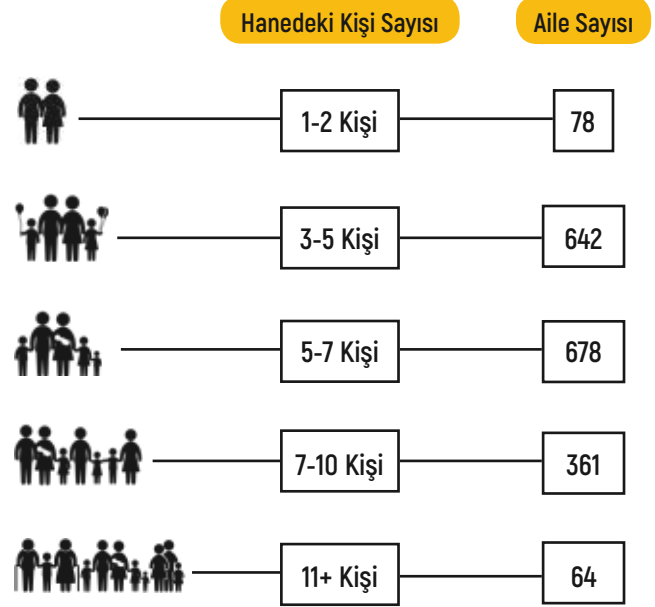 Hanedeki Kişi Sayısı Aile Sayısı
1-2 Kişi 78
3-5 Kişi 642
5-7 Kişi 678
7-10 Kişi 361
11+ Kişi 64